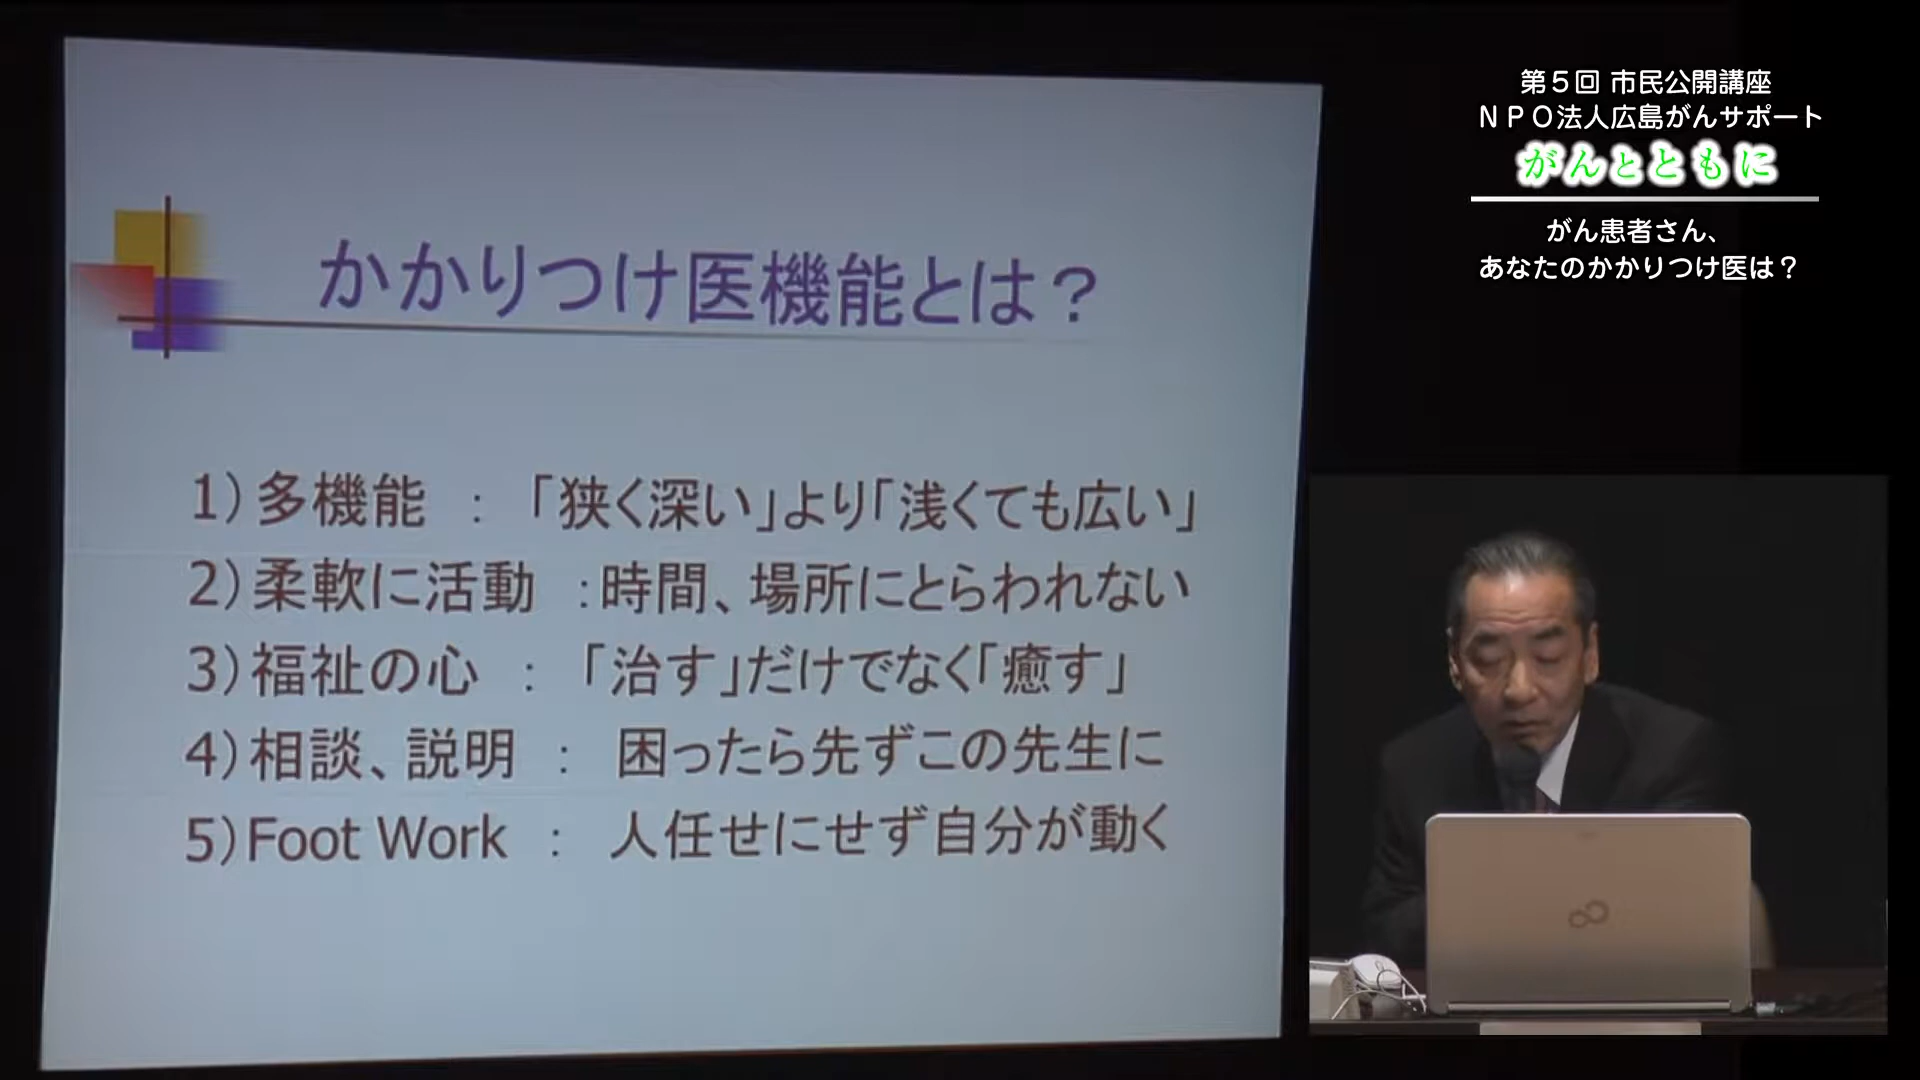 かかりつけ医機能とは？
1）多機能 ： 「狭く深い」より「浅くても広い」
2）柔軟に活動 ：時間、場所にとらわれない
3）福祉の心 ： 「治す」だけでなく「癒す」
4）相談、説明 ： 困ったら先ずこの先生に
5）Foot Work ： 人任せにせず自分が動く
第５回 市民公開講座
ＮＰＯ法人広島がんサポート
がんとともに
がん患者さん、
あなたのかかりつけ医は？